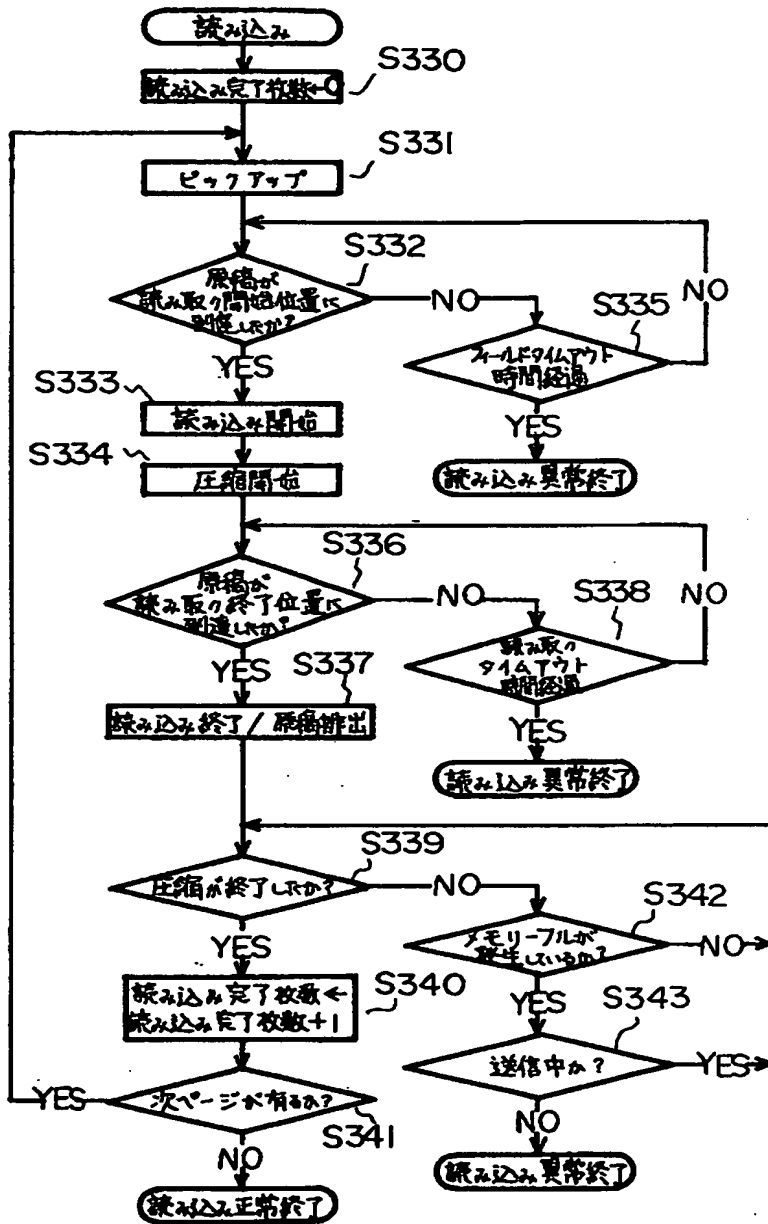 読み込み
S330
読み込み完了枚数←0
S331
ピックアップ
S332
原稿が
読み取り開始位置に
到達したか?
NO
S335
NO
フィールドタイムアウト
時間経過
YES
YES
S333
読み込み開始
読み込み異常終了
S334
圧縮開始
S336
原稿が
読み取り終了位置に
到達したか?
NO
S338
NO
読み取り
タイムアウト
時間経過
YES
S337
読み込み終了/原稿排出
YES
読み込み異常終了
S339
圧縮が終了したか?
NO
S342
メモリーフルが
発生しているか?
NO
YES
S340
読み込み完了枚数←
読み込み完了枚数+1
YES
S343
送信中か?
YES
YES
次ページが有るか?
S341
NO
NO
読み込み異常終了
読み込み正常終了